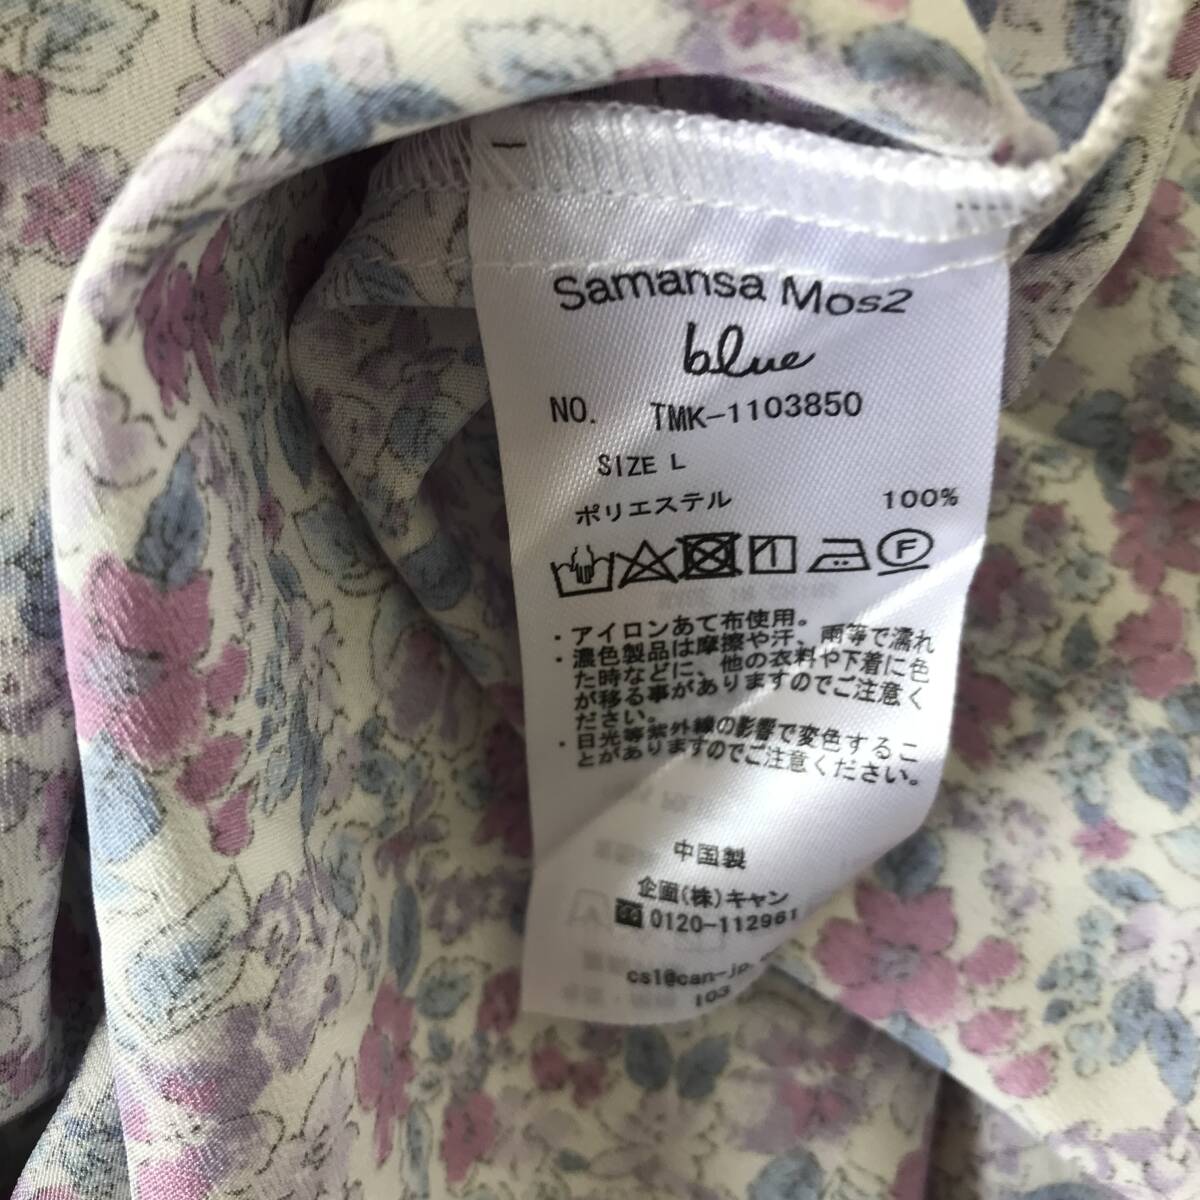 Samansa Mos2
blue
NO. TMK-1103850
SIZE L
ポリエステル 100%
F
・アイロンあて布使用。
・濃色製品は摩擦や汗、雨等で濡れ
た時などに、他の衣料や下着に色
が移る事がありますのでご注意く
ださい。
・日光等紫外線の影響で変色するこ
とがありますのでご注意ください。
中国製
企画(株)キャン
☎0120-112961
cs1@can-jp.
103